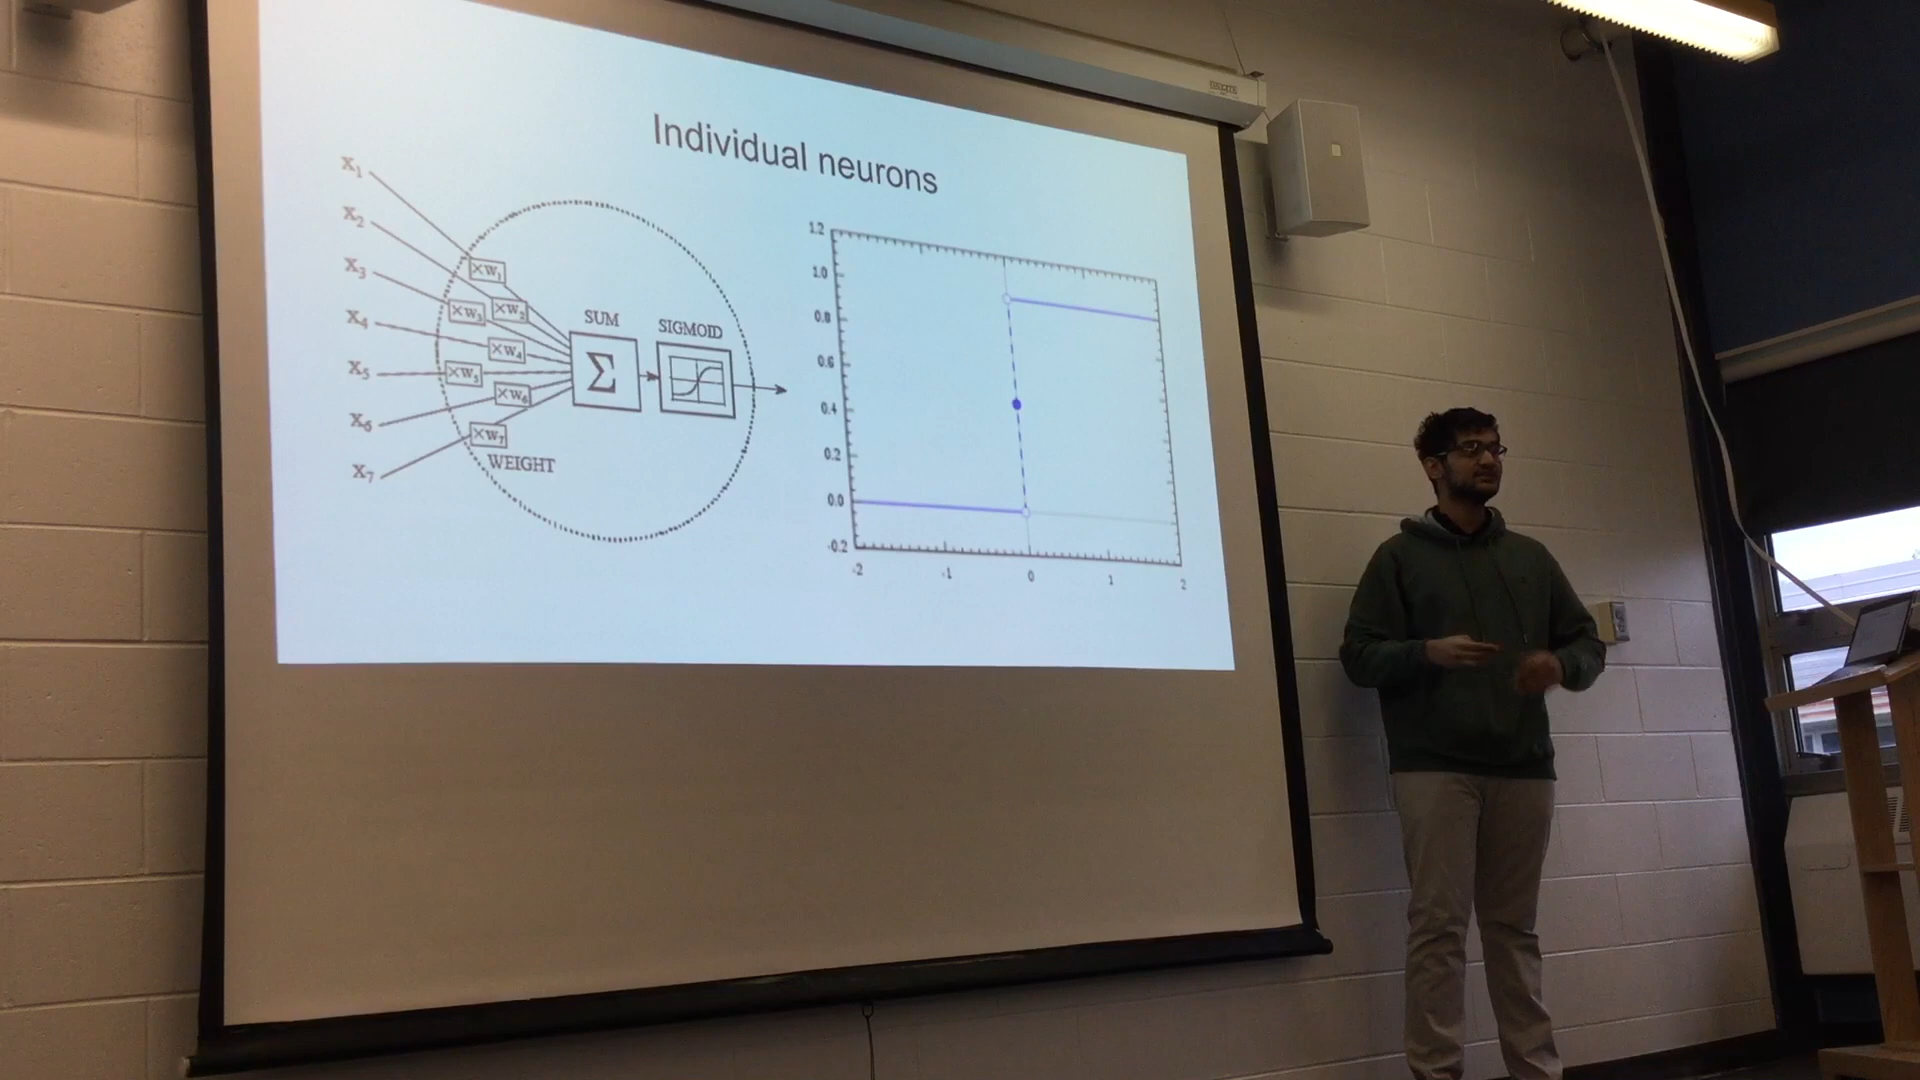 Individual neurons
X1
X2
X3
X4
X5
X6
X7
×W1
×W2
×W3
×W4
×W5
×W6
×W7
WEIGHT
SUM
Σ
SIGMOID
1.2
1.0
0.8
0.6
0.4
0.2
0.0
-0.2
-2
-1
0
1
2